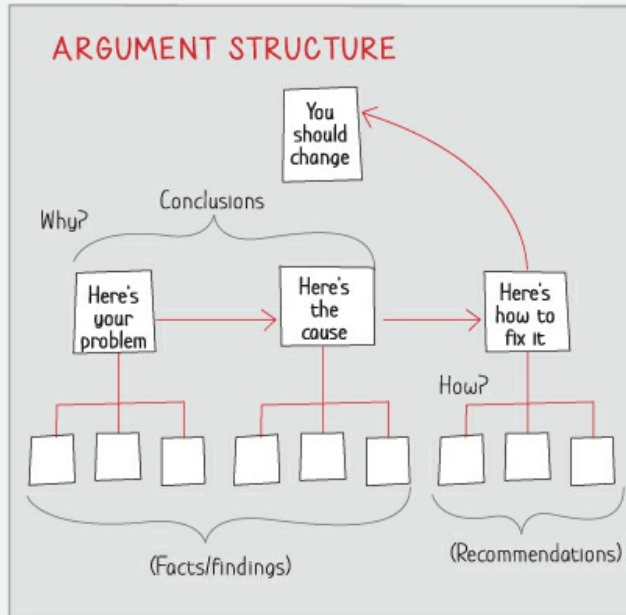 ARGUMENT STRUCTURE
You
should
change
Conclusions
Why?
Here's
your
problem
Here's
the
cause
Here's
how to
fix it
How?
(Facts/findings)
(Recommendations)